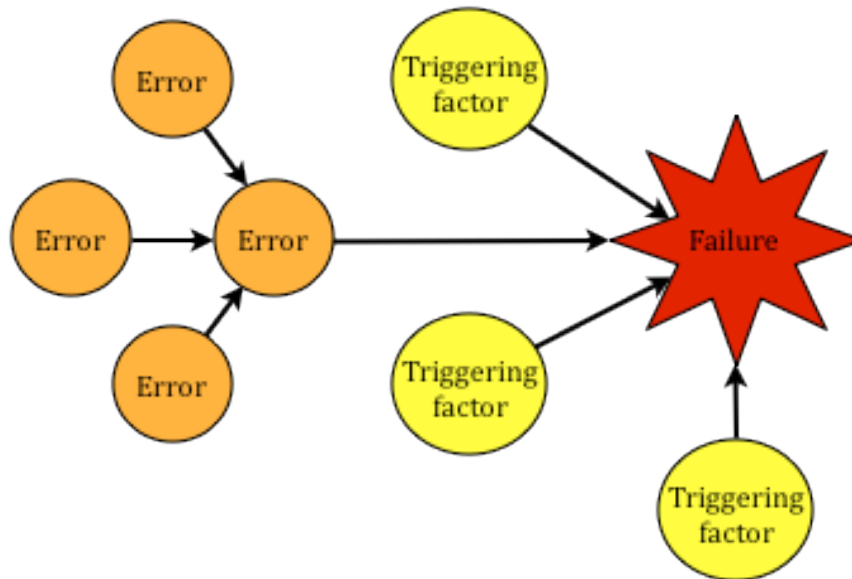 Error
Triggering
factor
Error
Error
Failure
Error
Triggering
factor
Triggering
factor